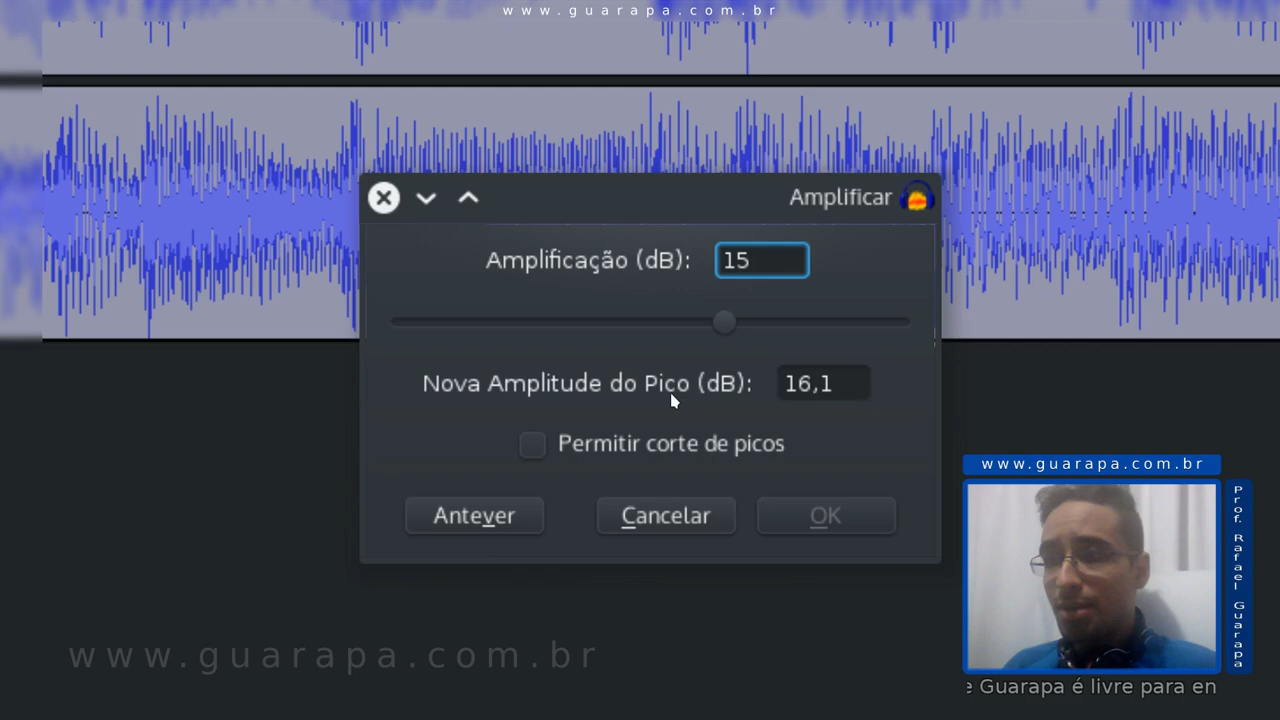 www.guarapa.com.br
Amplificar
Amplificação (dB): 15
Nova Amplitude do Pico (dB): 16,1
Permitir corte de picos
Antever Cancelar OK
www.guarapa.com.br
Prof. Rafael Guarapa
www.guarapa.com.br
e Guarapa é livre para en